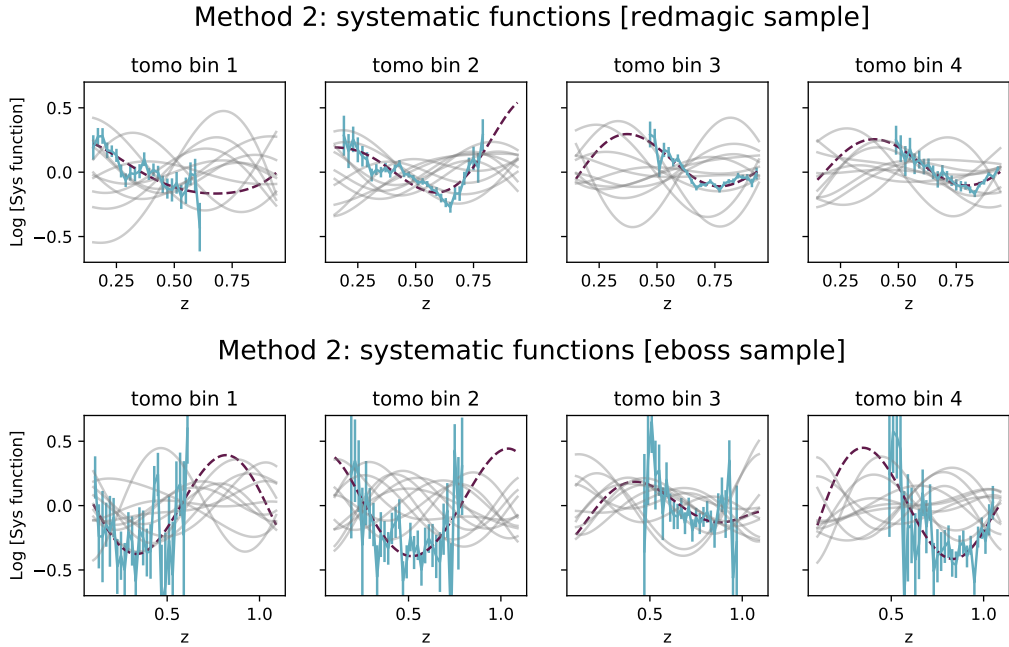 Method 2: systematic functions [redmagic sample]
tomo bin 1
tomo bin 2
tomo bin 3
tomo bin 4
Log [Sys function]
0.5
0.0
−0.5
0.25 0.50 0.75
0.25 0.50 0.75
0.25 0.50 0.75
0.25 0.50 0.75
z
z
z
z
Method 2: systematic functions [eboss sample]
tomo bin 1
tomo bin 2
tomo bin 3
tomo bin 4
Log [Sys function]
0.5
0.0
−0.5
0.5 1.0
0.5 1.0
0.5 1.0
0.5 1.0
z
z
z
z